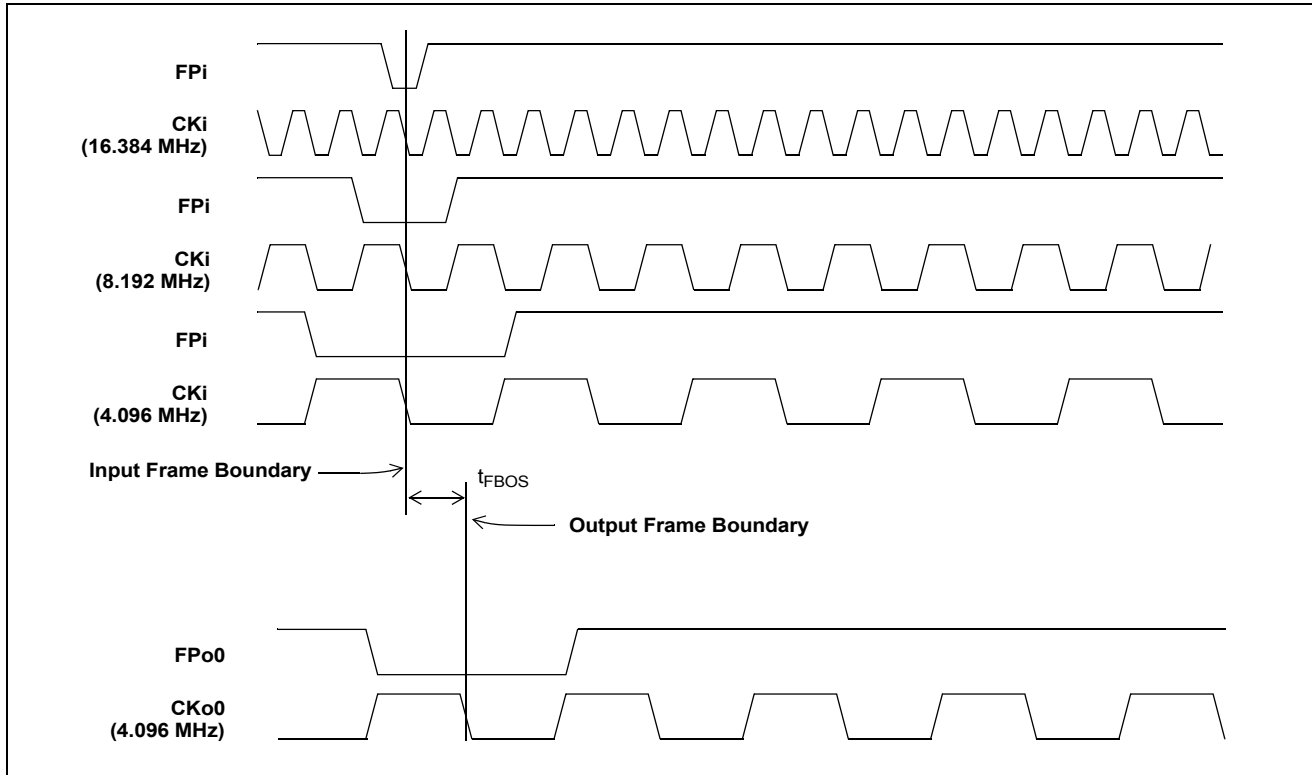 FPi
CKi
(16.384 MHz)
FPi
CKi
(8.192 MHz)
FPi
CKi
(4.096 MHz)
Input Frame Boundary
tFBOS
Output Frame Boundary
FPo0
CKo0
(4.096 MHz)